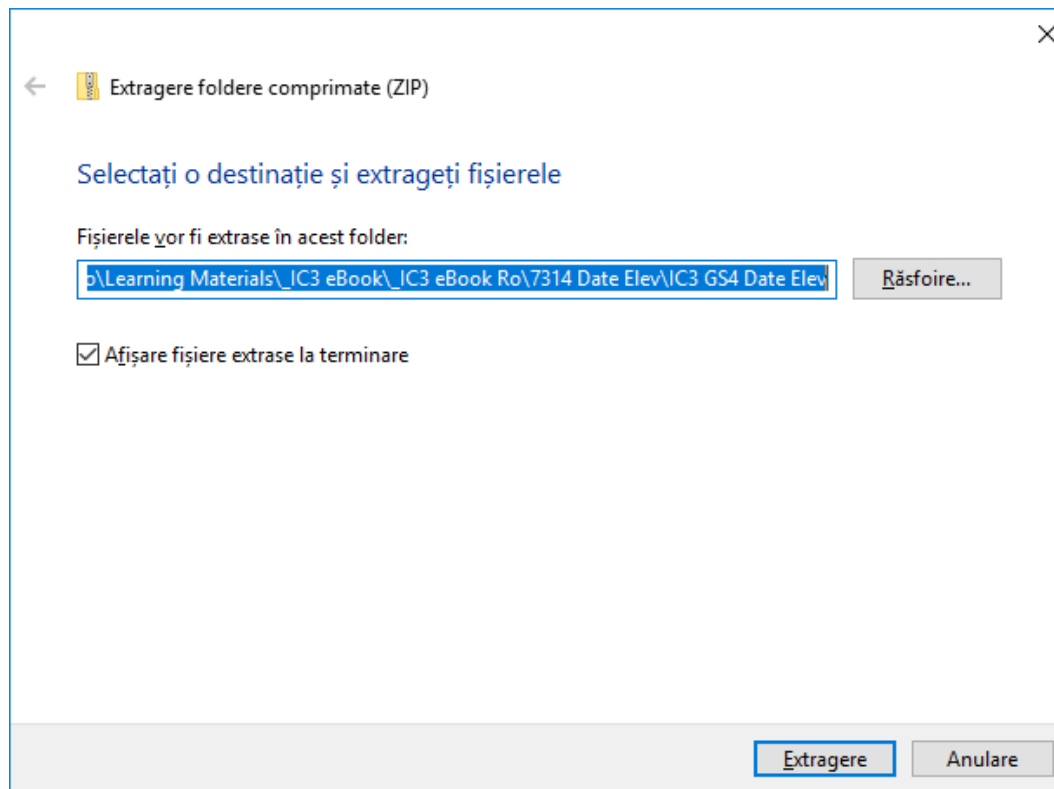 Extragere foldere comprimate (ZIP)
Selectați o destinație și extrageți fișierele
Fișierele vor fi extrase în acest folder:
o\Learning Materials\_IC3 eBook\_IC3 eBook Ro\7314 Date Elev\IC3 GS4 Date Elev
Răsfoire...
Afișare fișiere extrase la terminare
Extragere Anulare